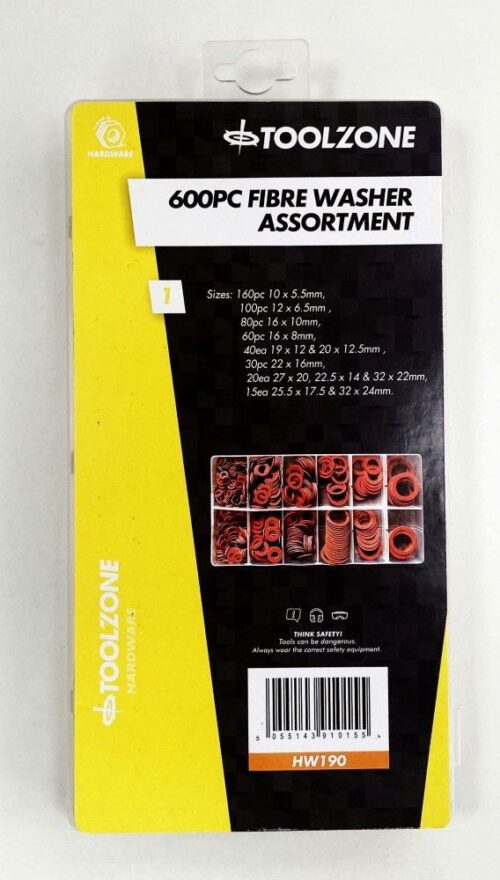 HARDWARE
TOOLZONE
600PC FIBRE WASHER
ASSORTMENT
1
Sizes: 160pc 10 x 5.5mm,
100pc 12 x 6.5mm ,
80pc 16 x 10mm,
60pc 16 x 8mm,
40ea 19 x 12 & 20 x 12.5mm ,
30pc 22 x 16mm,
20ea 27 x 20, 22.5 x 14 & 32 x 22mm,
15ea 25.5 x 17.5 & 32 x 24mm.
TOOLZONE
HARDWARE
THINK SAFETY!
Tools can be dangerous.
Always wear the correct safety equipment.
5 055143 910155 >
HW190